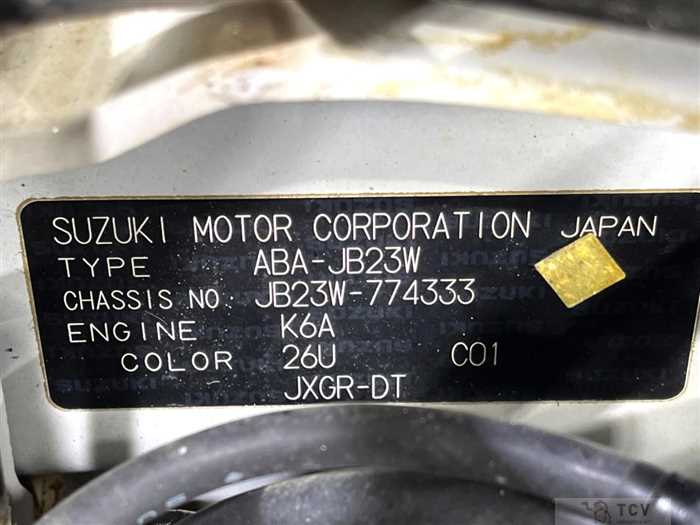 SUZUKI MOTOR CORPORATION JAPAN
TYPE ABA-JB23W
CHASSIS NO. JB23W-774333
ENGINE K6A
COLOR 26U C01
JXGR-DT
TCV